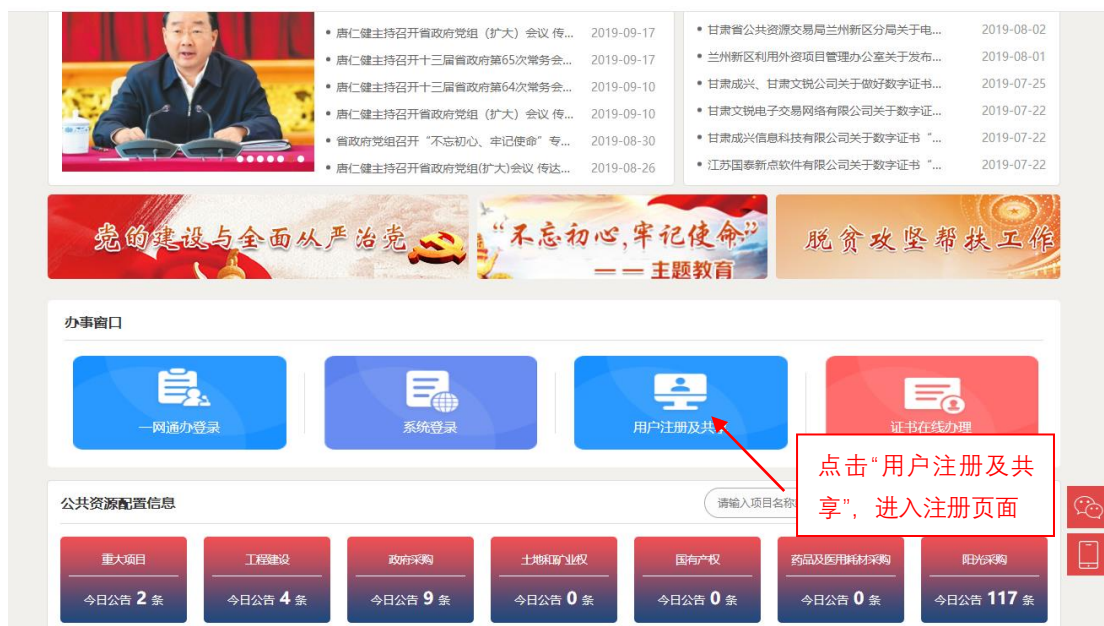 • 唐仁健主持召开省政府党组（扩大）会议 传... 2019-09-17
• 唐仁健主持召开十三届省政府第65次常务会... 2019-09-17
• 唐仁健主持召开十三届省政府第64次常务会... 2019-09-10
• 唐仁健主持召开省政府党组（扩大）会议 传... 2019-09-10
• 省政府党组召开“不忘初心、牢记使命”专... 2019-08-30
• 唐仁健主持召开省政府党组(扩大)会议 传达... 2019-08-26
• 甘肃省公共资源交易局兰州新区分局关于电... 2019-08-02
• 兰州新区利用外资项目管理办公室关于发布... 2019-08-01
• 甘肃成兴、甘肃文锐公司关于做好数字证书... 2019-07-25
• 甘肃文锐电子交易网络有限公司关于数字证... 2019-07-22
• 甘肃成兴信息科技有限公司关于数字证书“... 2019-07-22
• 江苏国泰新点软件有限公司关于数字证书“... 2019-07-22
党的建设与全面从严治党
“不忘初心,牢记使命”
—— 主题教育
脱贫攻坚帮扶工作
办事窗口
一网通办登录
系统登录
用户注册及共享
证书在线办理
点击“用户注册及共
享”，进入注册页面
公共资源配置信息
请输入项目名称
重大项目
今日公告 2 条
工程建设
今日公告 4 条
政府采购
今日公告 9 条
土地和矿业权
今日公告 0 条
国有产权
今日公告 0 条
药品及医用耗材采购
今日公告 0 条
阳光采购
今日公告 117 条